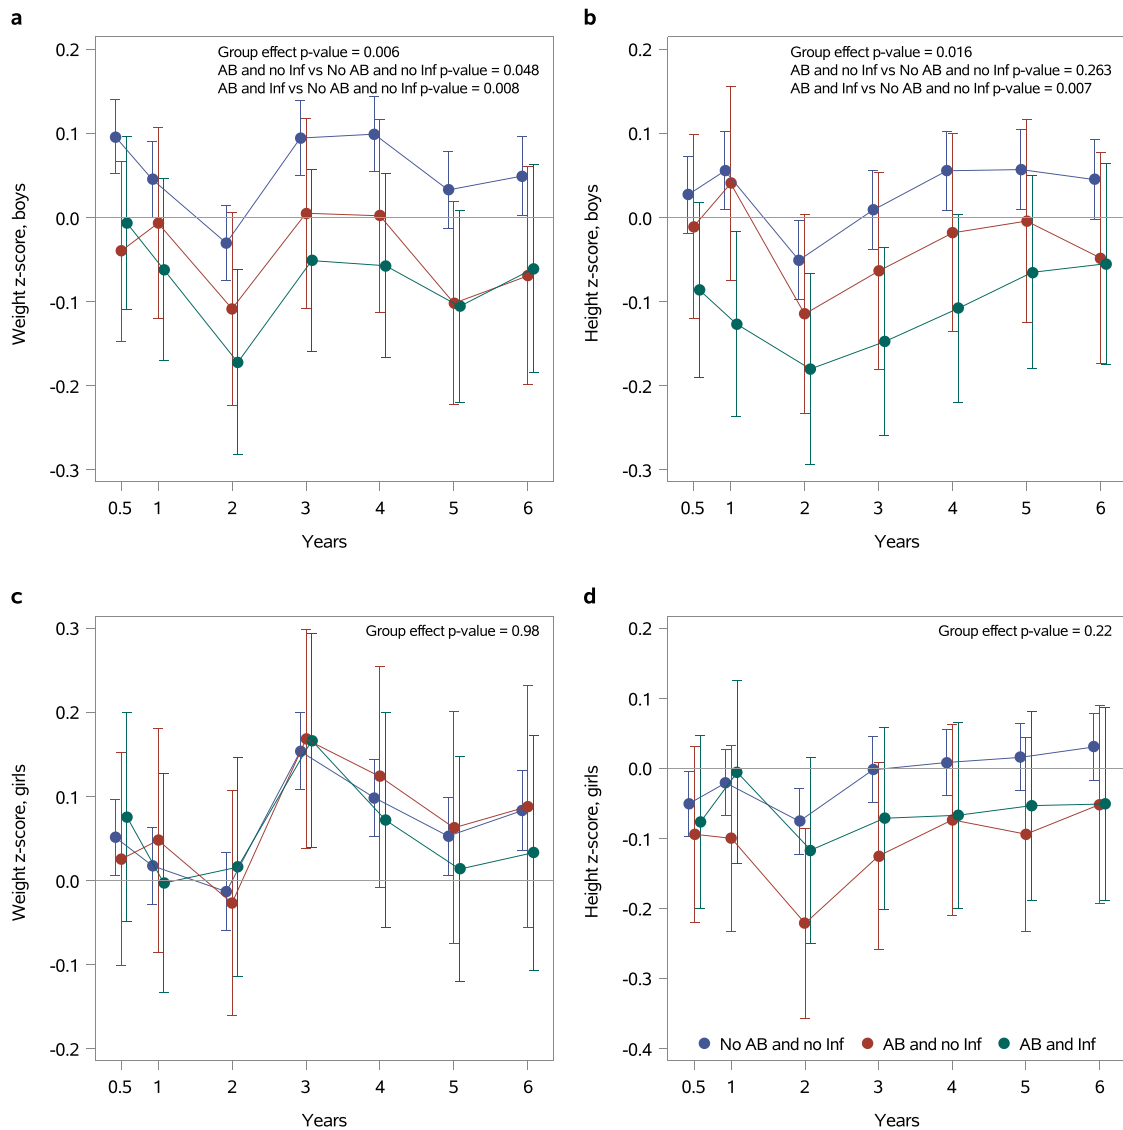 a
Group effect p-value = 0.006
AB and no Inf vs No AB and no Inf p-value = 0.048
AB and Inf vs No AB and no Inf p-value = 0.008
0.2
0.1
0.0
-0.1
-0.2
-0.3
Weight z-score, boys
0.5 1 2 3 4 5 6
Years
b
Group effect p-value = 0.016
AB and no Inf vs No AB and no Inf p-value = 0.263
AB and Inf vs No AB and no Inf p-value = 0.007
0.2
0.1
0.0
-0.1
-0.2
-0.3
Height z-score, boys
0.5 1 2 3 4 5 6
Years
c
Group effect p-value = 0.98
0.3
0.2
0.1
0.0
-0.1
-0.2
Weight z-score, girls
0.5 1 2 3 4 5 6
Years
d
Group effect p-value = 0.22
0.2
0.1
0.0
-0.1
-0.2
-0.3
-0.4
Height z-score, girls
No AB and no Inf AB and no Inf AB and Inf
0.5 1 2 3 4 5 6
Years